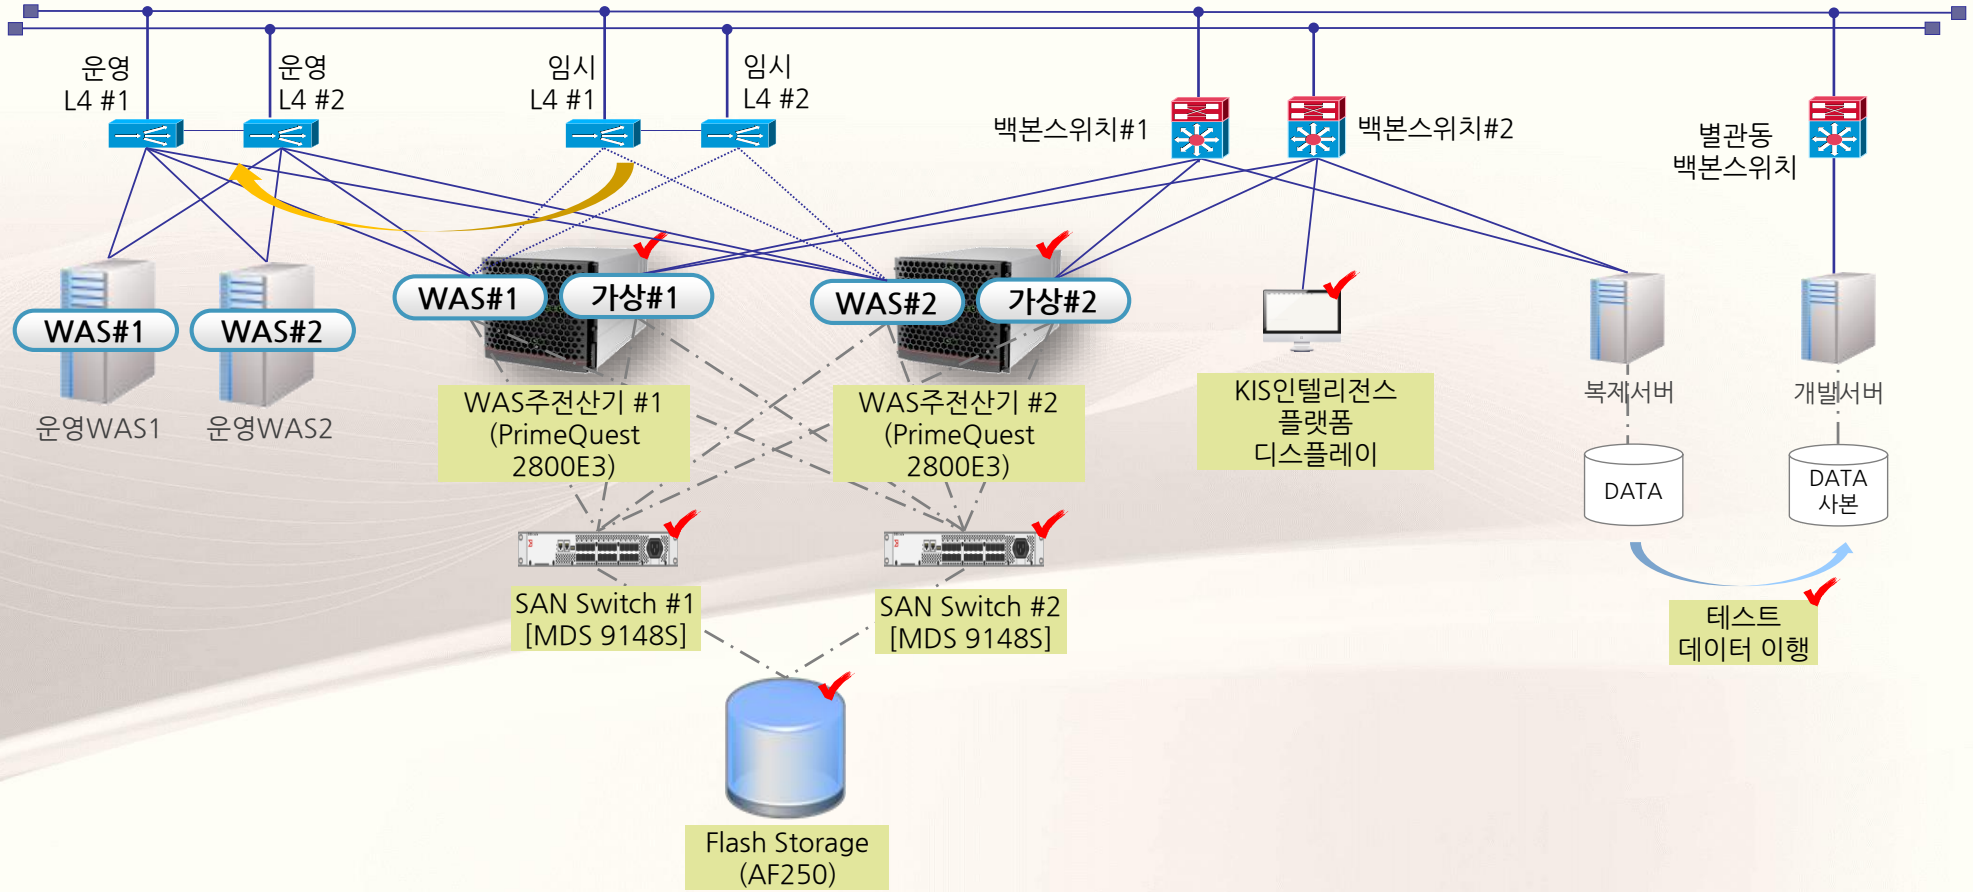 운영
L4 #1
운영
L4 #2
임시
L4 #1
임시
L4 #2
백본스위치#1
백본스위치#2
별관동
백본스위치
WAS#1
WAS#2
WAS#1
가상#1
WAS#2
가상#2
운영WAS1
운영WAS2
WAS주전산기 #1
(PrimeQuest
2800E3)
WAS주전산기 #2
(PrimeQuest
2800E3)
KIS인텔리전스
플랫폼
디스플레이
복제서버
개발서버
DATA
DATA
사본
SAN Switch #1
[MDS 9148S]
SAN Switch #2
[MDS 9148S]
테스트
데이터 이행
Flash Storage
(AF250)